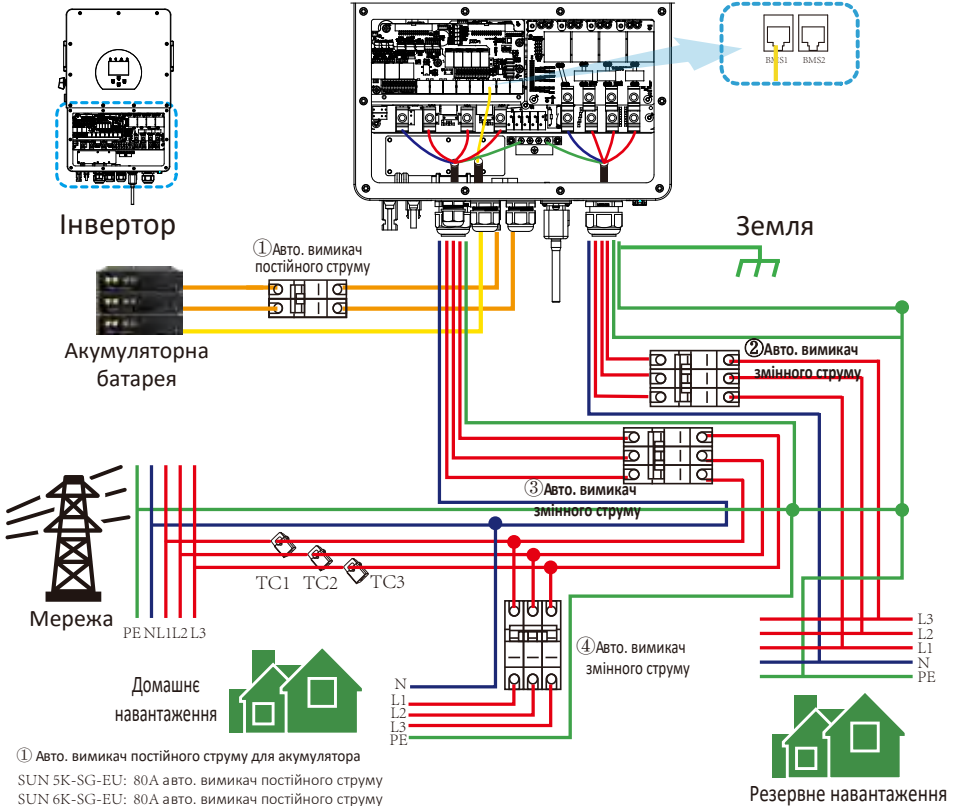 BMS1 BMS2
Інвертор
Земля
①Авто. вимикач
постійного струму
Акумуляторна
батарея
②Авто. вимикач
змінного струму
③Авто. вимикач
змінного струму
TC1 TC2 TC3
Мережа
PE N L1 L2 L3
④Авто. вимикач
змінного струму
L3
L2
L1
N
PE
Домашнє
навантаження
N
L1
L2
L3
PE
① Авто. вимикач постійного струму для акумулятора
SUN 5K-SG-EU: 80A авто. вимикач постійного струму
SUN 6K-SG-EU: 80A авто. вимикач постійного струму
Резервне навантаження